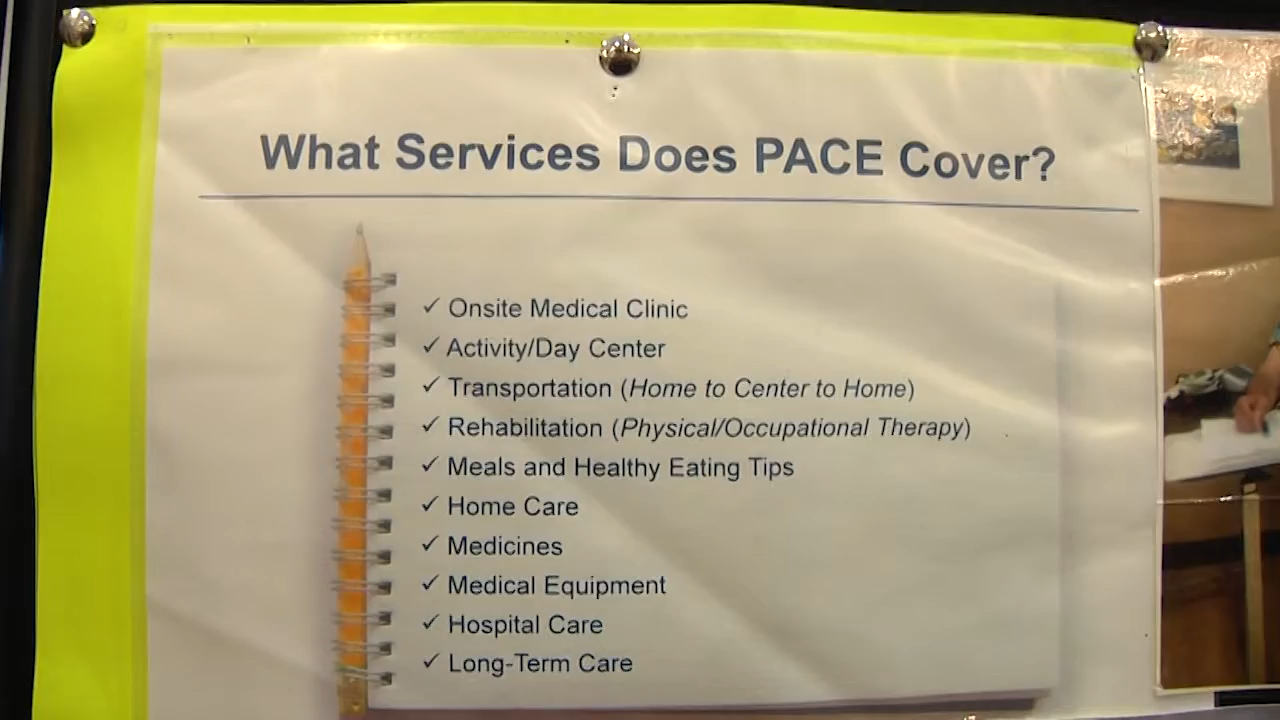 What Services Does PACE Cover?
✓ Onsite Medical Clinic
✓ Activity/Day Center
✓ Transportation (Home to Center to Home)
✓ Rehabilitation (Physical/Occupational Therapy)
✓ Meals and Healthy Eating Tips
✓ Home Care
✓ Medicines
✓ Medical Equipment
✓ Hospital Care
✓ Long-Term Care